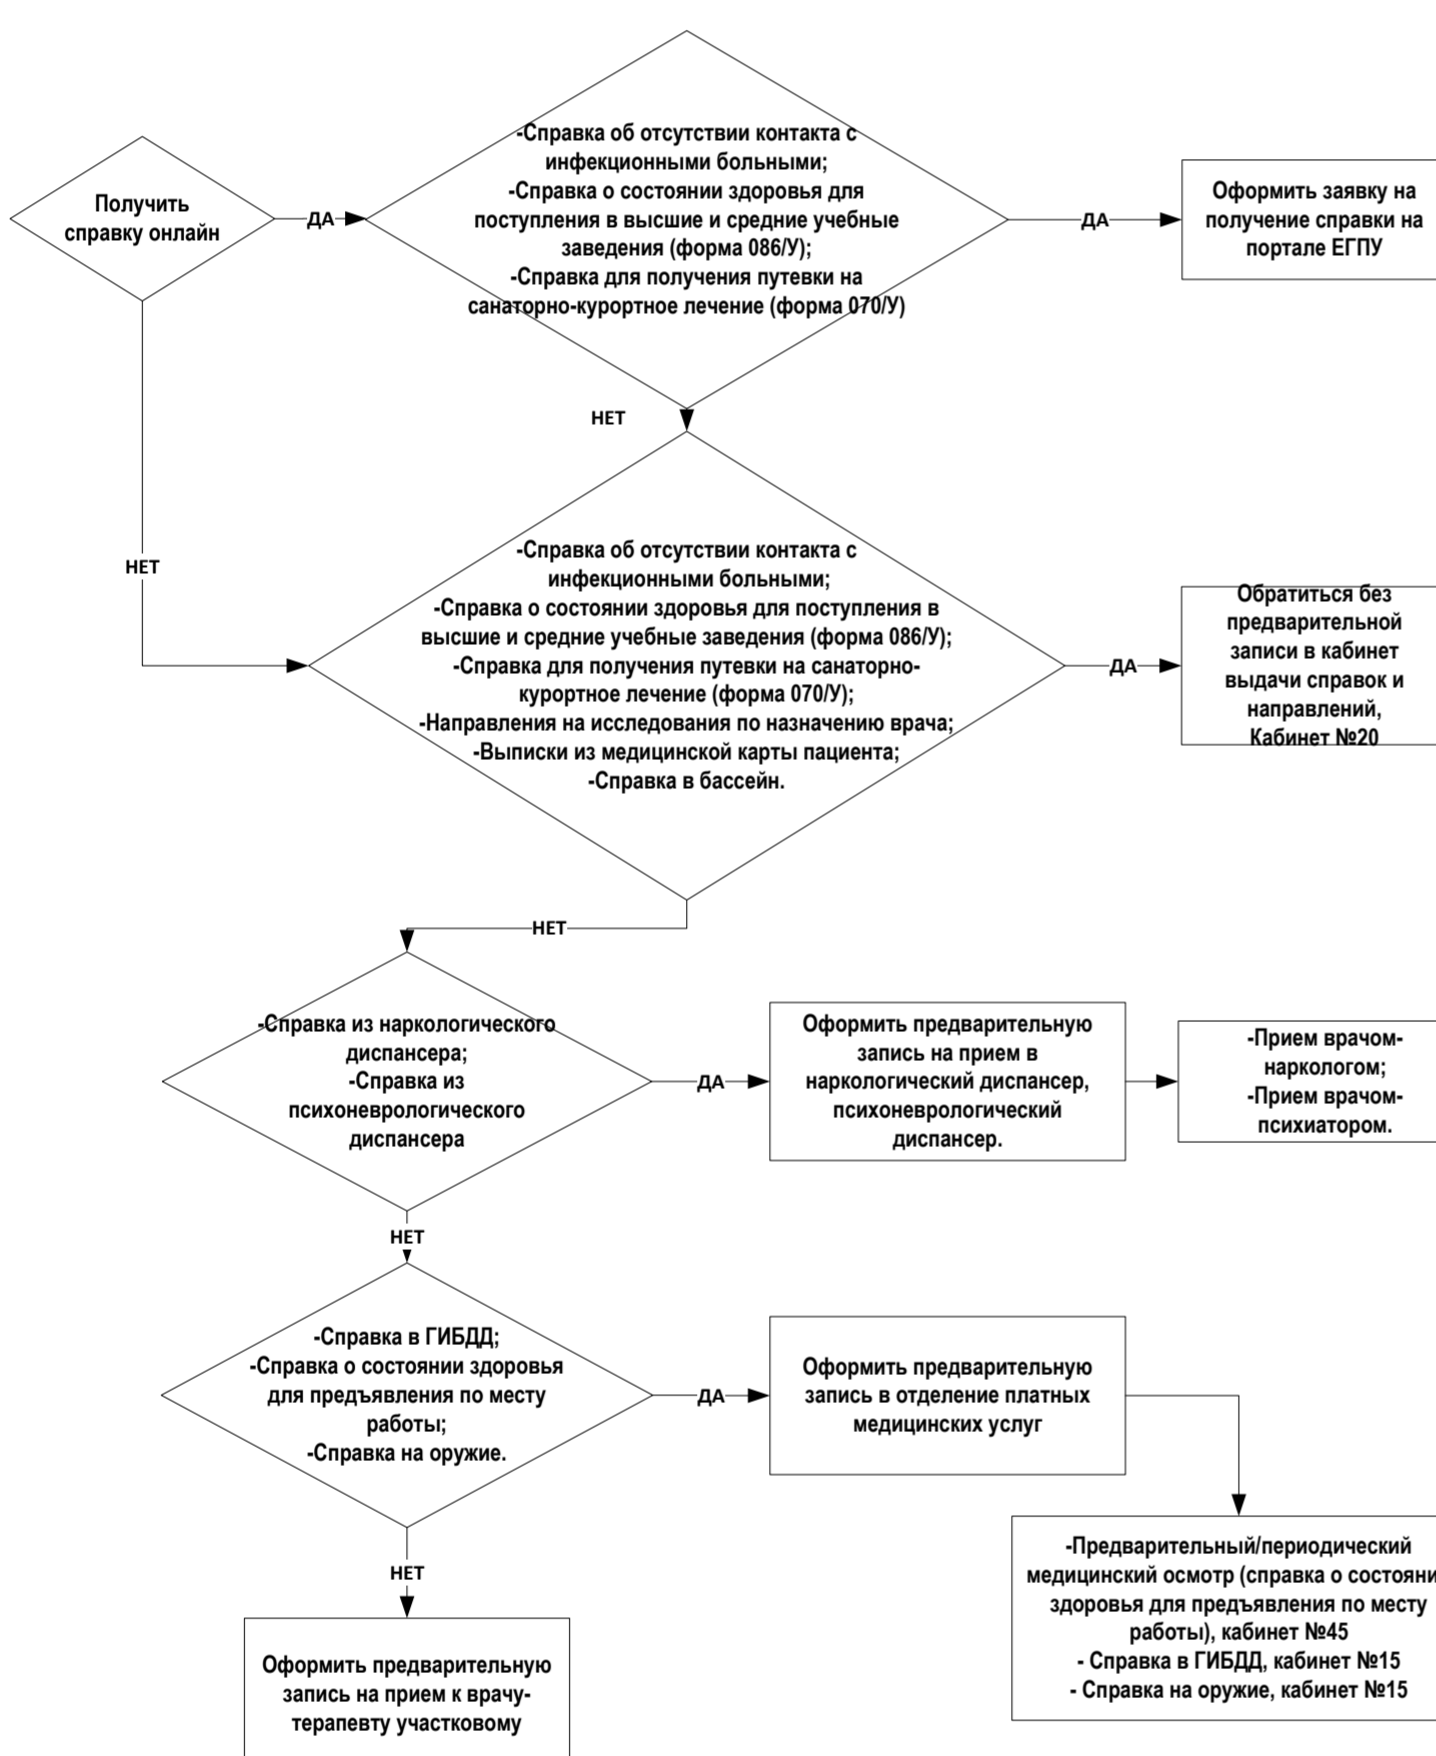 Получить
справку онлайн
ДА
-Справка об отсутствии контакта с
инфекционными больными;
-Справка о состоянии здоровья для
поступления в высшие и средние учебные
заведения (форма 086/У);
-Справка для получения путевки на
санаторно-курортное лечение (форма 070/У)
ДА
Оформить заявку на
получение справки на
портале ЕГПУ
НЕТ
НЕТ
-Справка об отсутствии контакта с
инфекционными больными;
-Справка о состоянии здоровья для поступления в
высшие и средние учебные заведения (форма 086/У);
-Справка для получения путевки на санаторно-
курортное лечение (форма 070/У);
-Направления на исследования по назначению врача;
-Выписки из медицинской карты пациента;
-Справка в бассейн.
ДА
Обратиться без
предварительной
записи в кабинет
выдачи справок и
направлений,
Кабинет №20
НЕТ
-Справка из наркологического
диспансера;
-Справка из
психоневрологического
диспансера
ДА
Оформить предварительную
запись на прием в
наркологический диспансер,
психоневрологический
диспансер.
-Прием врачом-
наркологом;
-Прием врачом-
психиатором.
НЕТ
-Справка в ГИБДД;
-Справка о состоянии здоровья
для предъявления по месту
работы;
-Справка на оружие.
ДА
Оформить предварительную
запись в отделение платных
медицинских услуг
-Предварительный/периодический
медицинский осмотр (справка о состояни
здоровья для предъявления по месту
работы), кабинет №45
- Справка в ГИБДД, кабинет №15
- Справка на оружие, кабинет №15
НЕТ
Оформить предварительную
запись на прием к врачу-
терапевту участковому